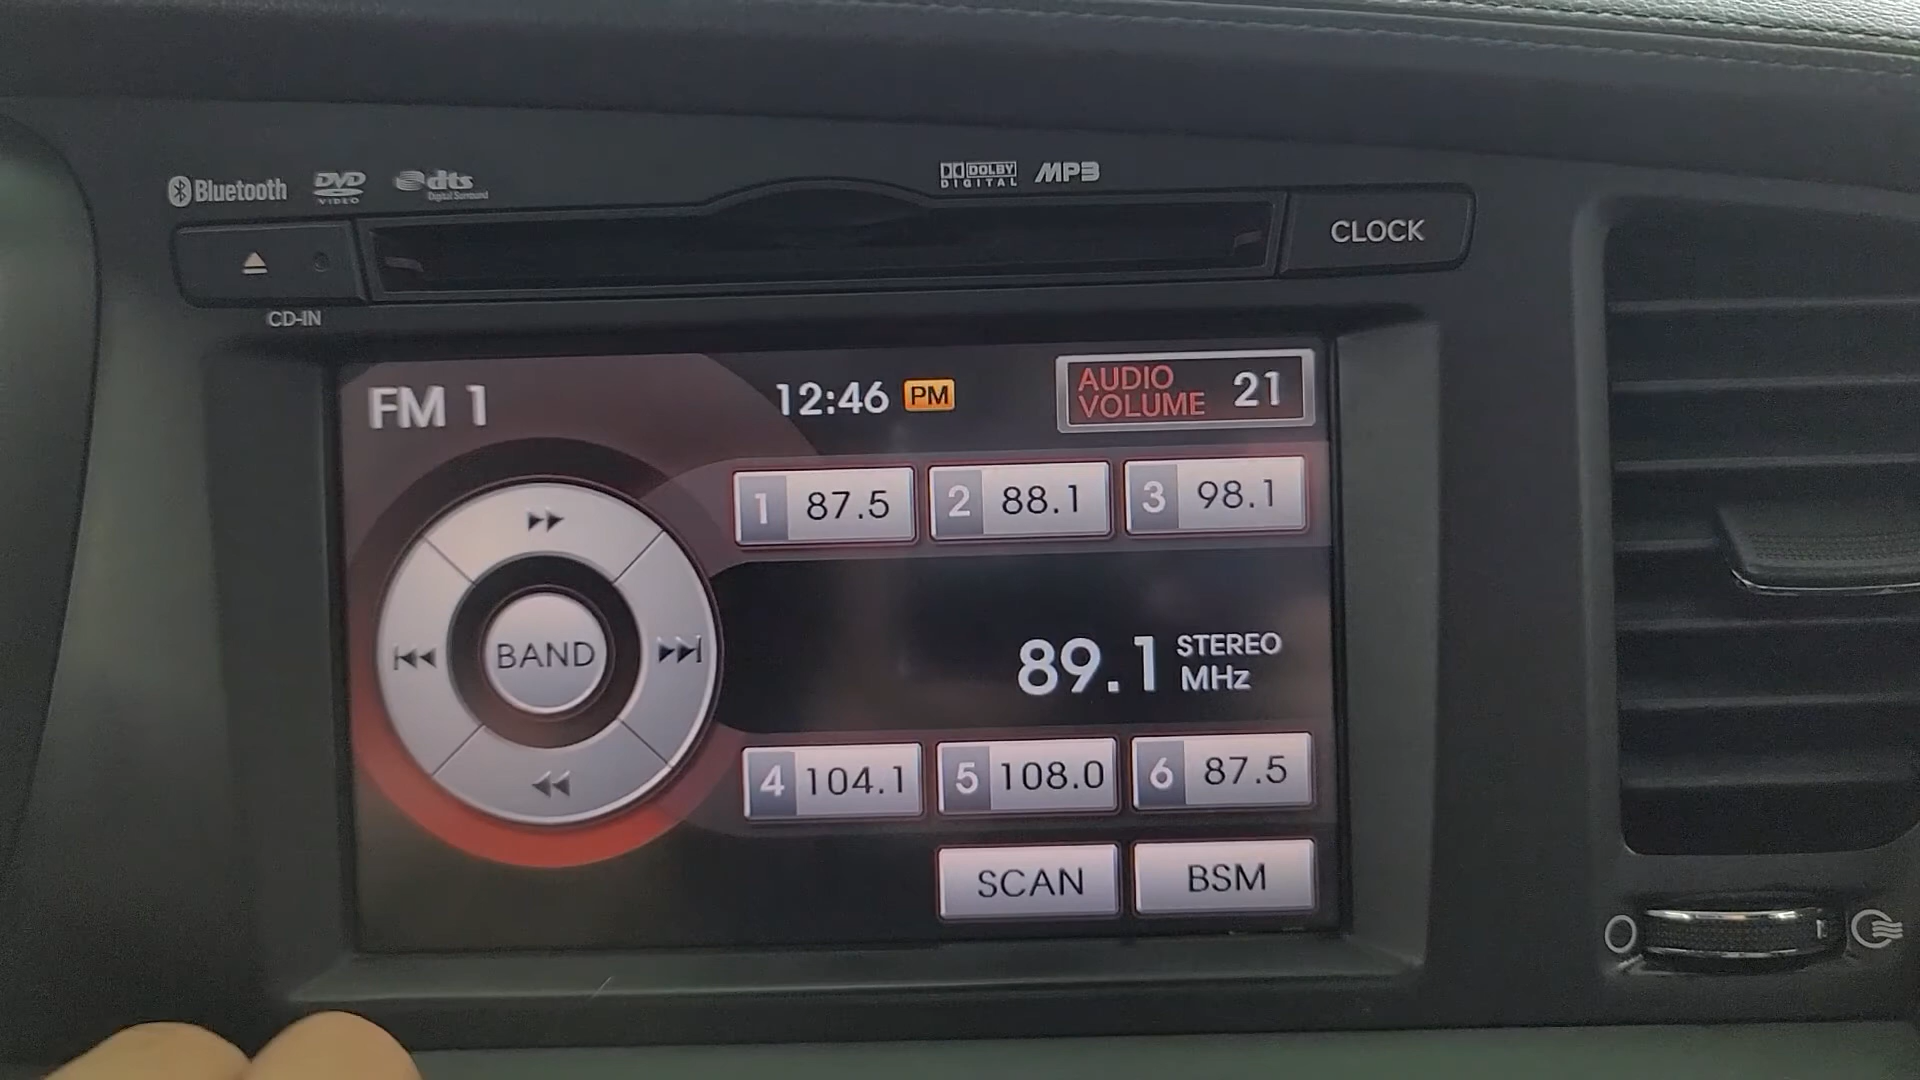 Bluetooth DVD VIDEO dts Digital Surround DOLBY DIGITAL MP3
CLOCK
CD-IN
FM 1 12:46 PM AUDIO VOLUME 21
1 87.5 2 88.1 3 98.1
BAND
89.1 STEREO
MHz
4 104.1 5 108.0 6 87.5
SCAN BSM